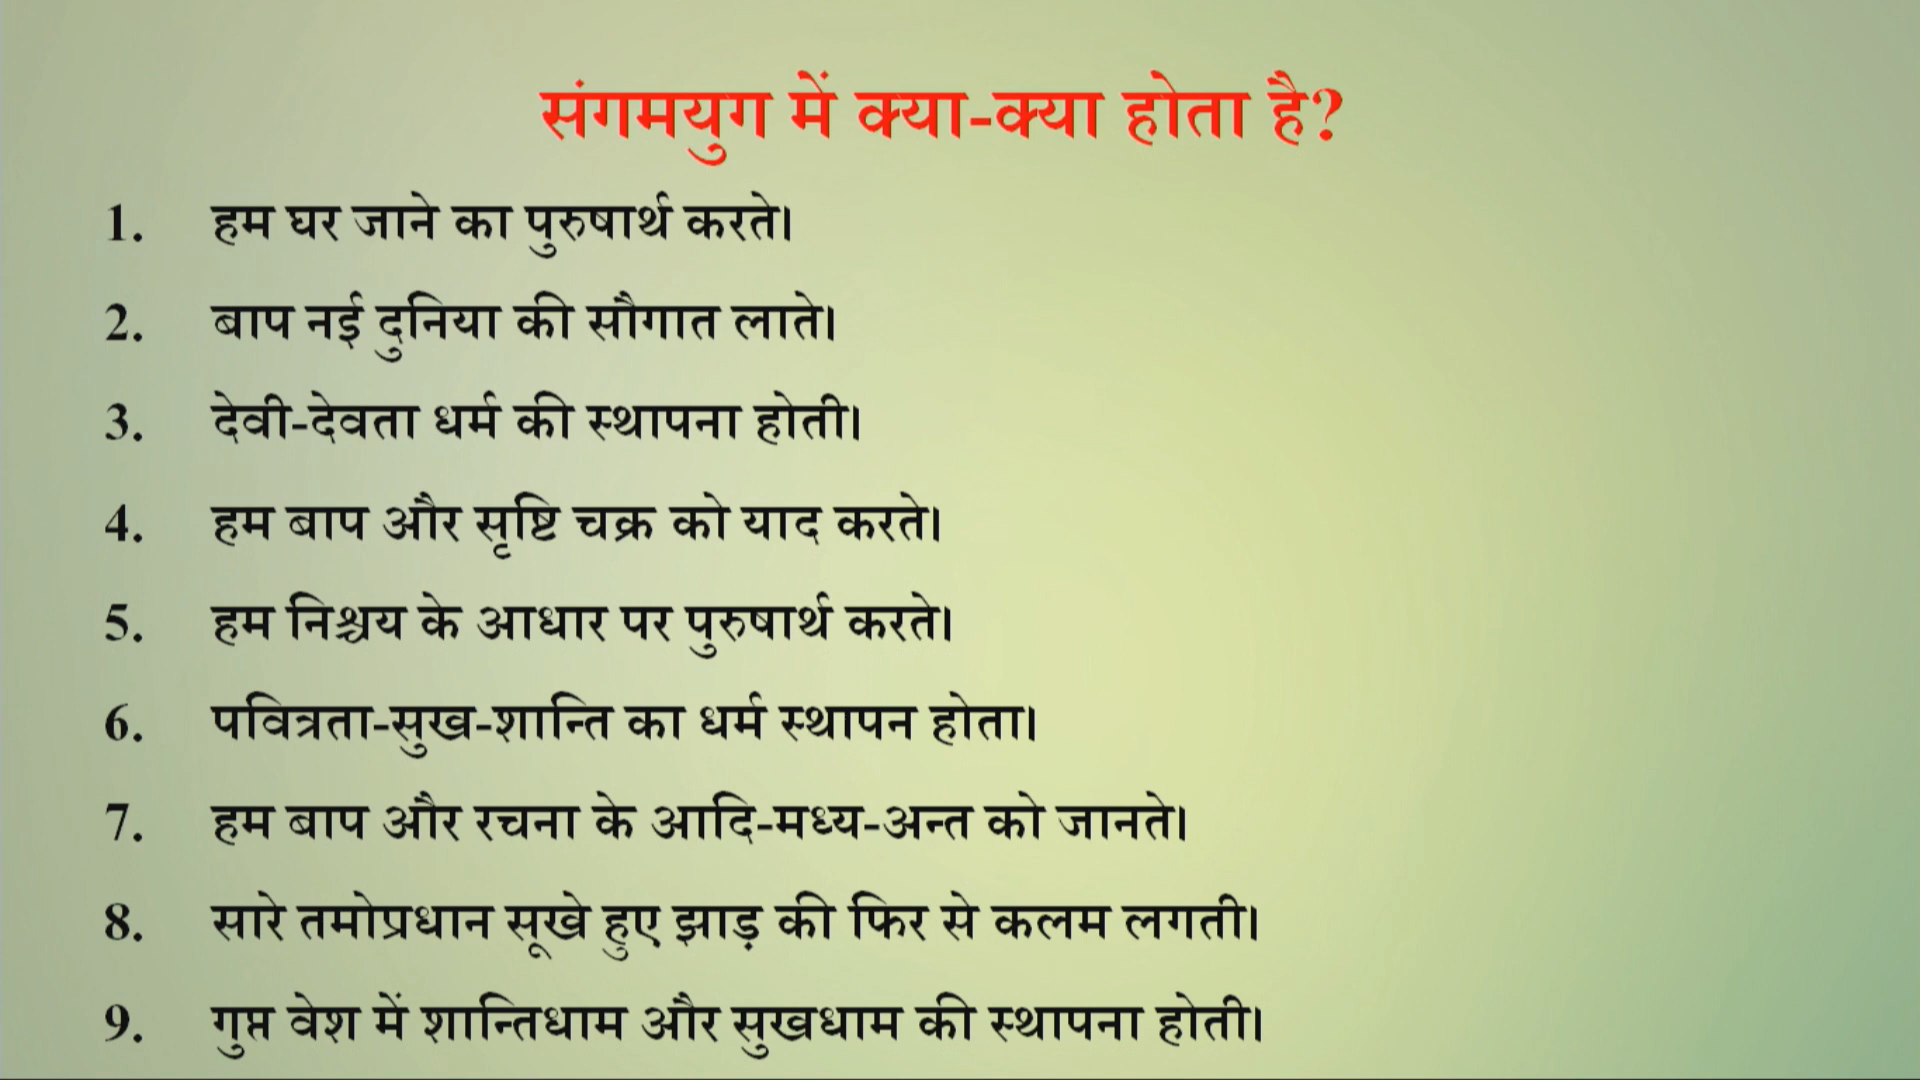 संगमयुग में क्या-क्या होता है?
1. हम घर जाने का पुरुषार्थ करते।
2. बाप नई दुनिया की सौगात लाते।
3. देवी-देवता धर्म की स्थापना होती।
4. हम बाप और सृष्टि चक्र को याद करते।
5. हम निश्चय के आधार पर पुरुषार्थ करते।
6. पवित्रता-सुख-शान्ति का धर्म स्थापन होता।
7. हम बाप और रचना के आदि-मध्य-अन्त को जानते।
8. सारे तमोप्रधान सूखे हुए झाड़ की फिर से कलम लगती।
9. गुप्त वेश में शान्तिधाम और सुखधाम की स्थापना होती।